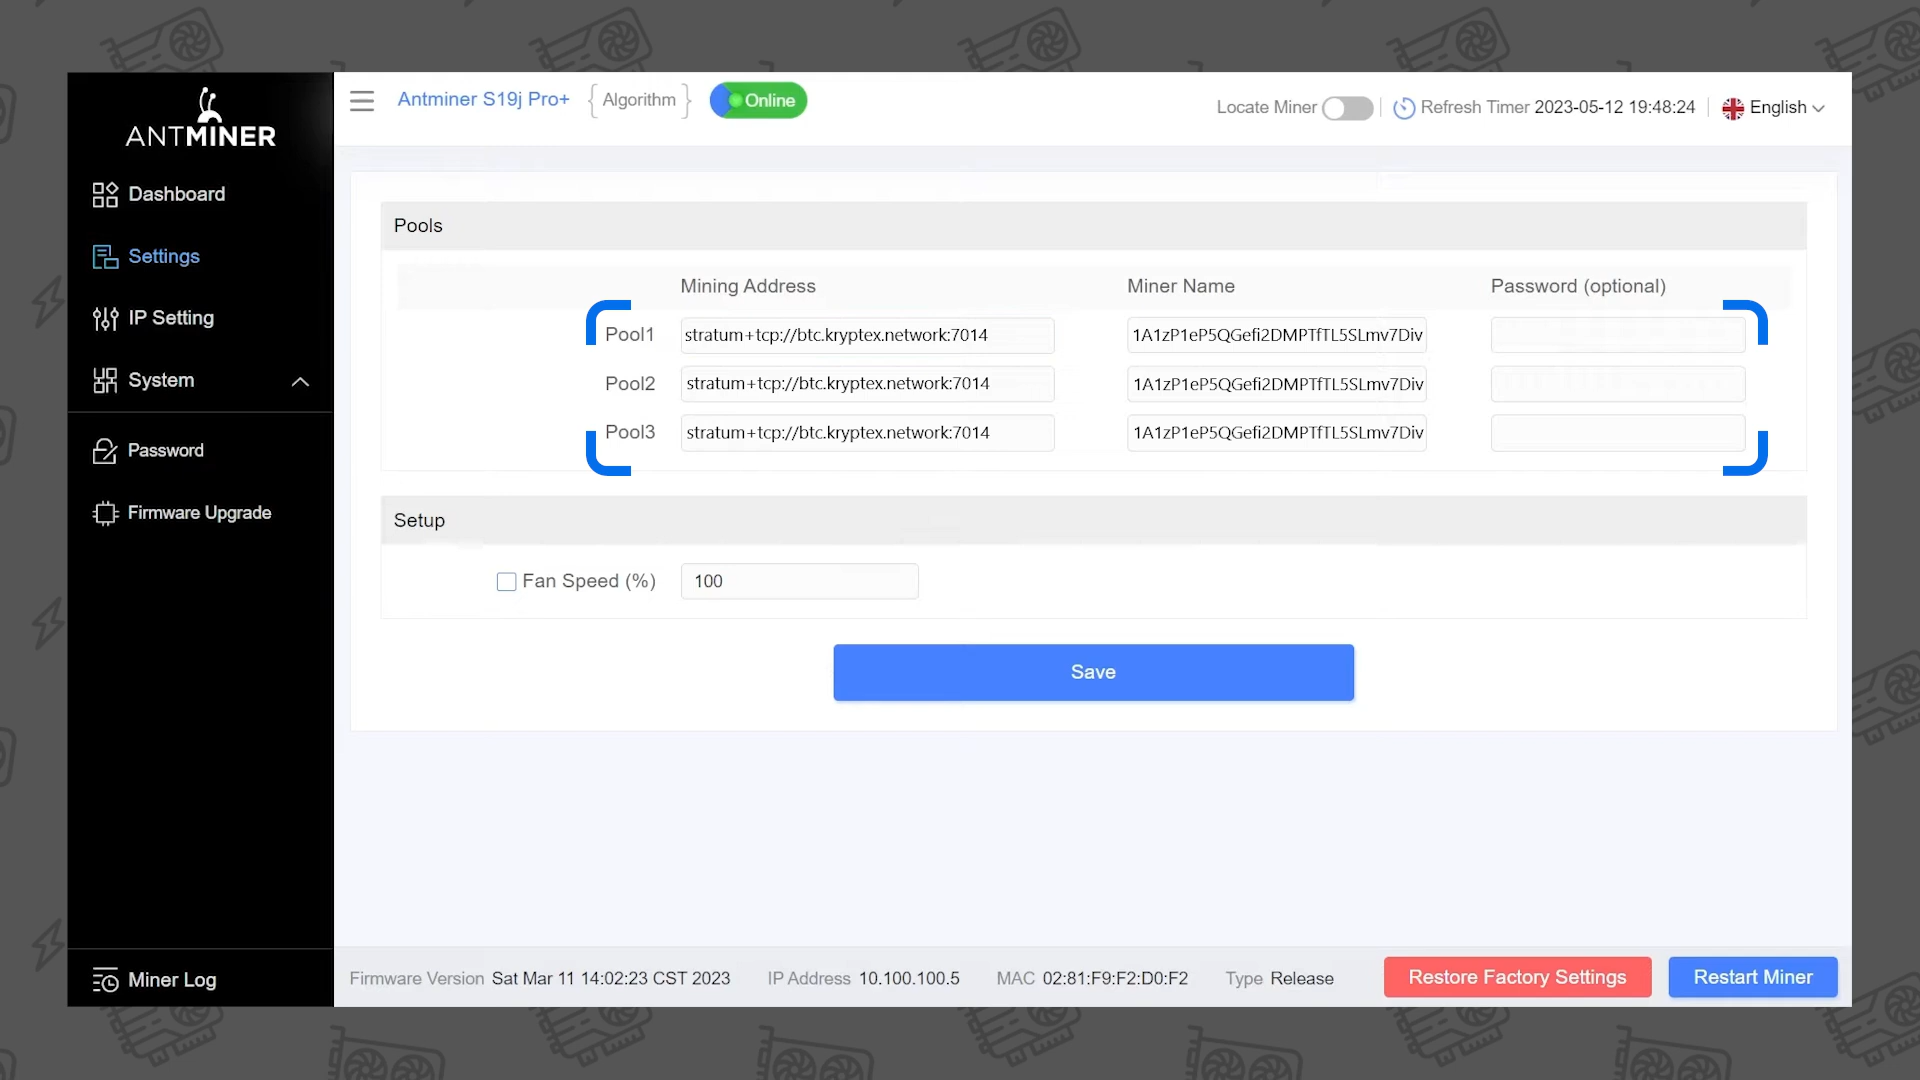 ANTMINER
Antminer S19j Pro+ { Algorithm } Online Locate Miner Refresh Timer 2023-05-12 19:48:24 English
Dashboard
Settings
IP Setting
System
Password
Firmware Upgrade
Miner Log
Pools
Mining Address Miner Name Password (optional)
Pool1 stratum+tcp://btc.kryptex.network:7014 1A1zP1eP5QGefi2DMPTfTL5SLmv7Div
Pool2 stratum+tcp://btc.kryptex.network:7014 1A1zP1eP5QGefi2DMPTfTL5SLmv7Div
Pool3 stratum+tcp://btc.kryptex.network:7014 1A1zP1eP5QGefi2DMPTfTL5SLmv7Div
Setup
Fan Speed (%) 100
Save
Firmware Version Sat Mar 11 14:02:23 CST 2023 IP Address 10.100.100.5 MAC 02:81:F9:F2:D0:F2 Type Release Restore Factory Settings Restart Miner